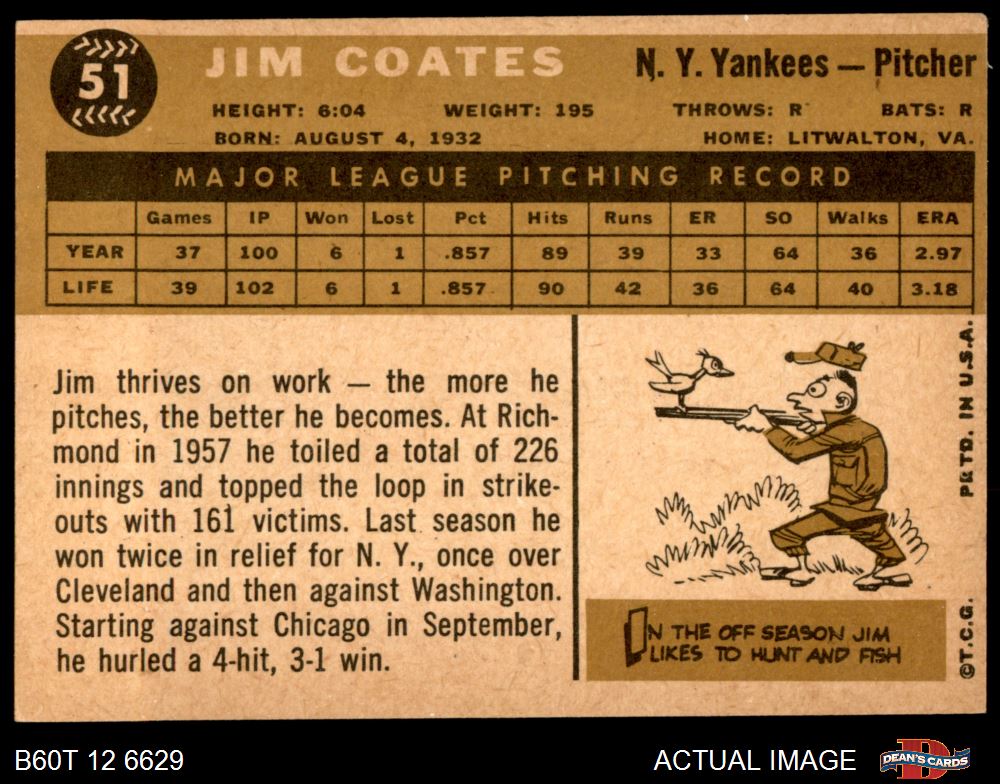 51
JIM COATES
N. Y. Yankees — Pitcher
HEIGHT: 6:04 WEIGHT: 195 THROWS: R BATS: R
BORN: AUGUST 4, 1932 HOME: LITWALTON, VA.
MAJOR LEAGUE PITCHING RECORD
Games IP Won Lost Pct Hits Runs ER SO Walks ERA
YEAR 37 100 6 1 .857 89 39 33 64 36 2.97
LIFE 39 102 6 1 .857 90 42 36 64 40 3.18
Jim thrives on work — the more he
pitches, the better he becomes. At Rich-
mond in 1957 he toiled a total of 226
innings and topped the loop in strike-
outs with 161 victims. Last season he
won twice in relief for N. Y., once over
Cleveland and then against Washington.
Starting against Chicago in September,
he hurled a 4-hit, 3-1 win.
IN THE OFF SEASON JIM
LIKES TO HUNT AND FISH
©T.C.G. PRTD. IN U.S.A.
B60T 12 6629
ACTUAL IMAGE
DEAN'S CARDS